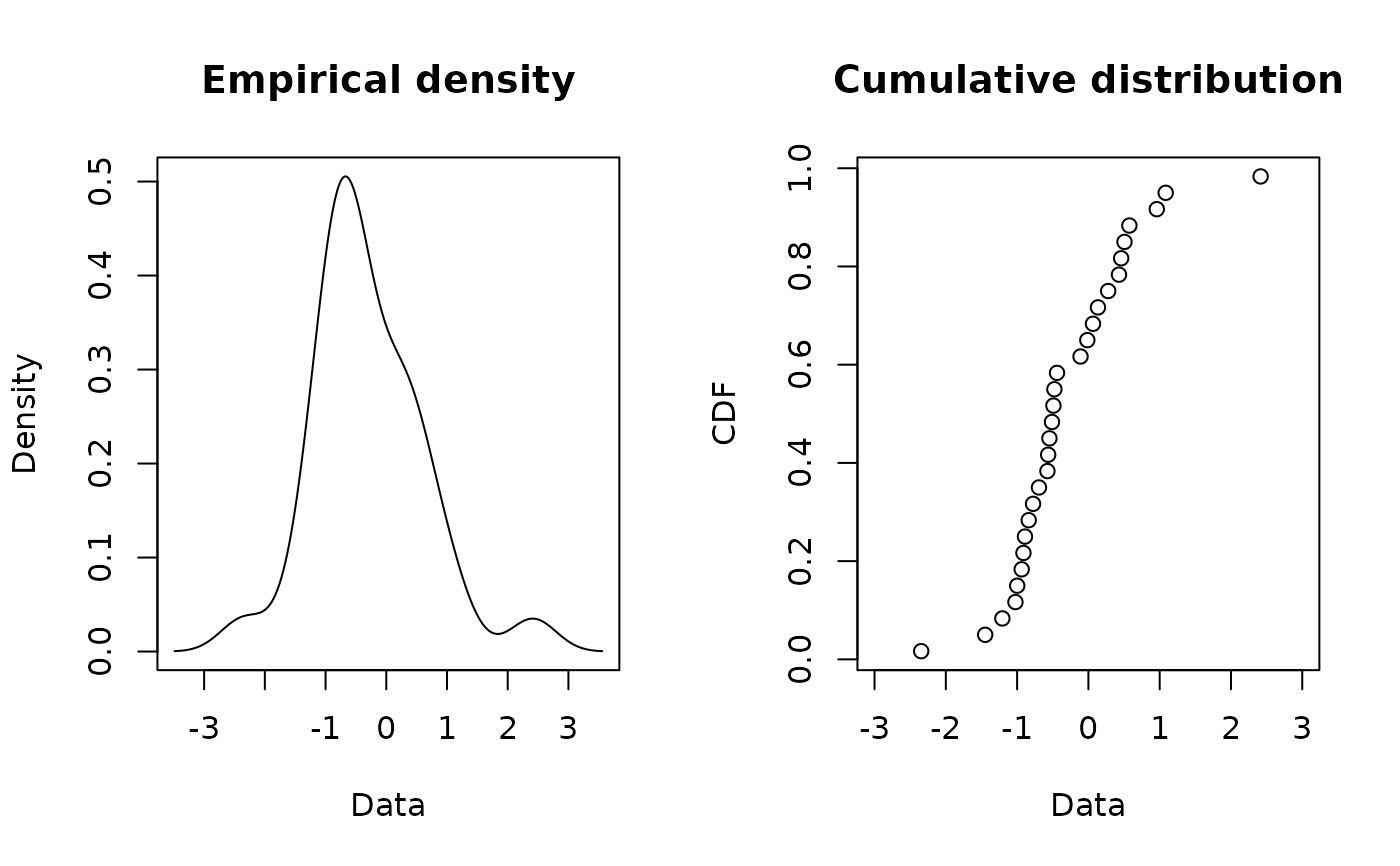 Empirical density
Density
0.0 0.1 0.2 0.3 0.4 0.5
-3 -1 0 1 2 3
Data
Cumulative distribution
CDF
0.0 0.2 0.4 0.6 0.8 1.0
-3 -2 -1 0 1 2 3
Data